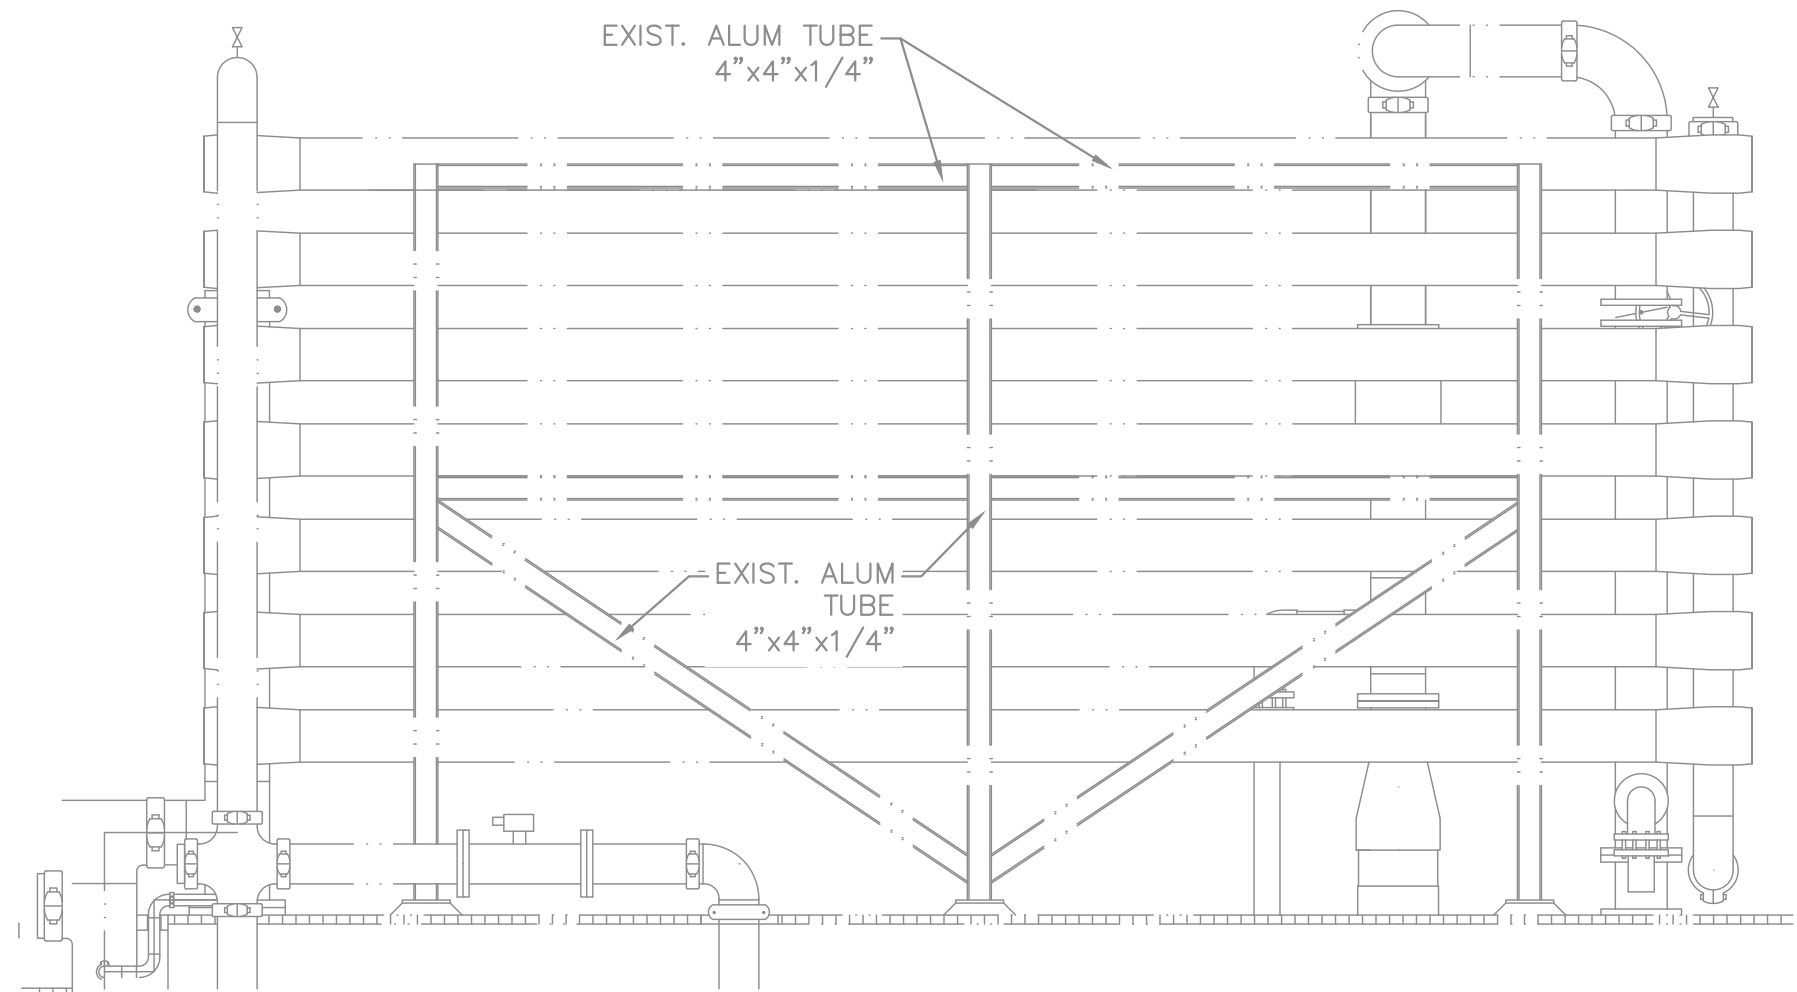 EXIST. ALUM TUBE
4"x4"x1/4"
EXIST. ALUM
TUBE
4"x4"x1/4"